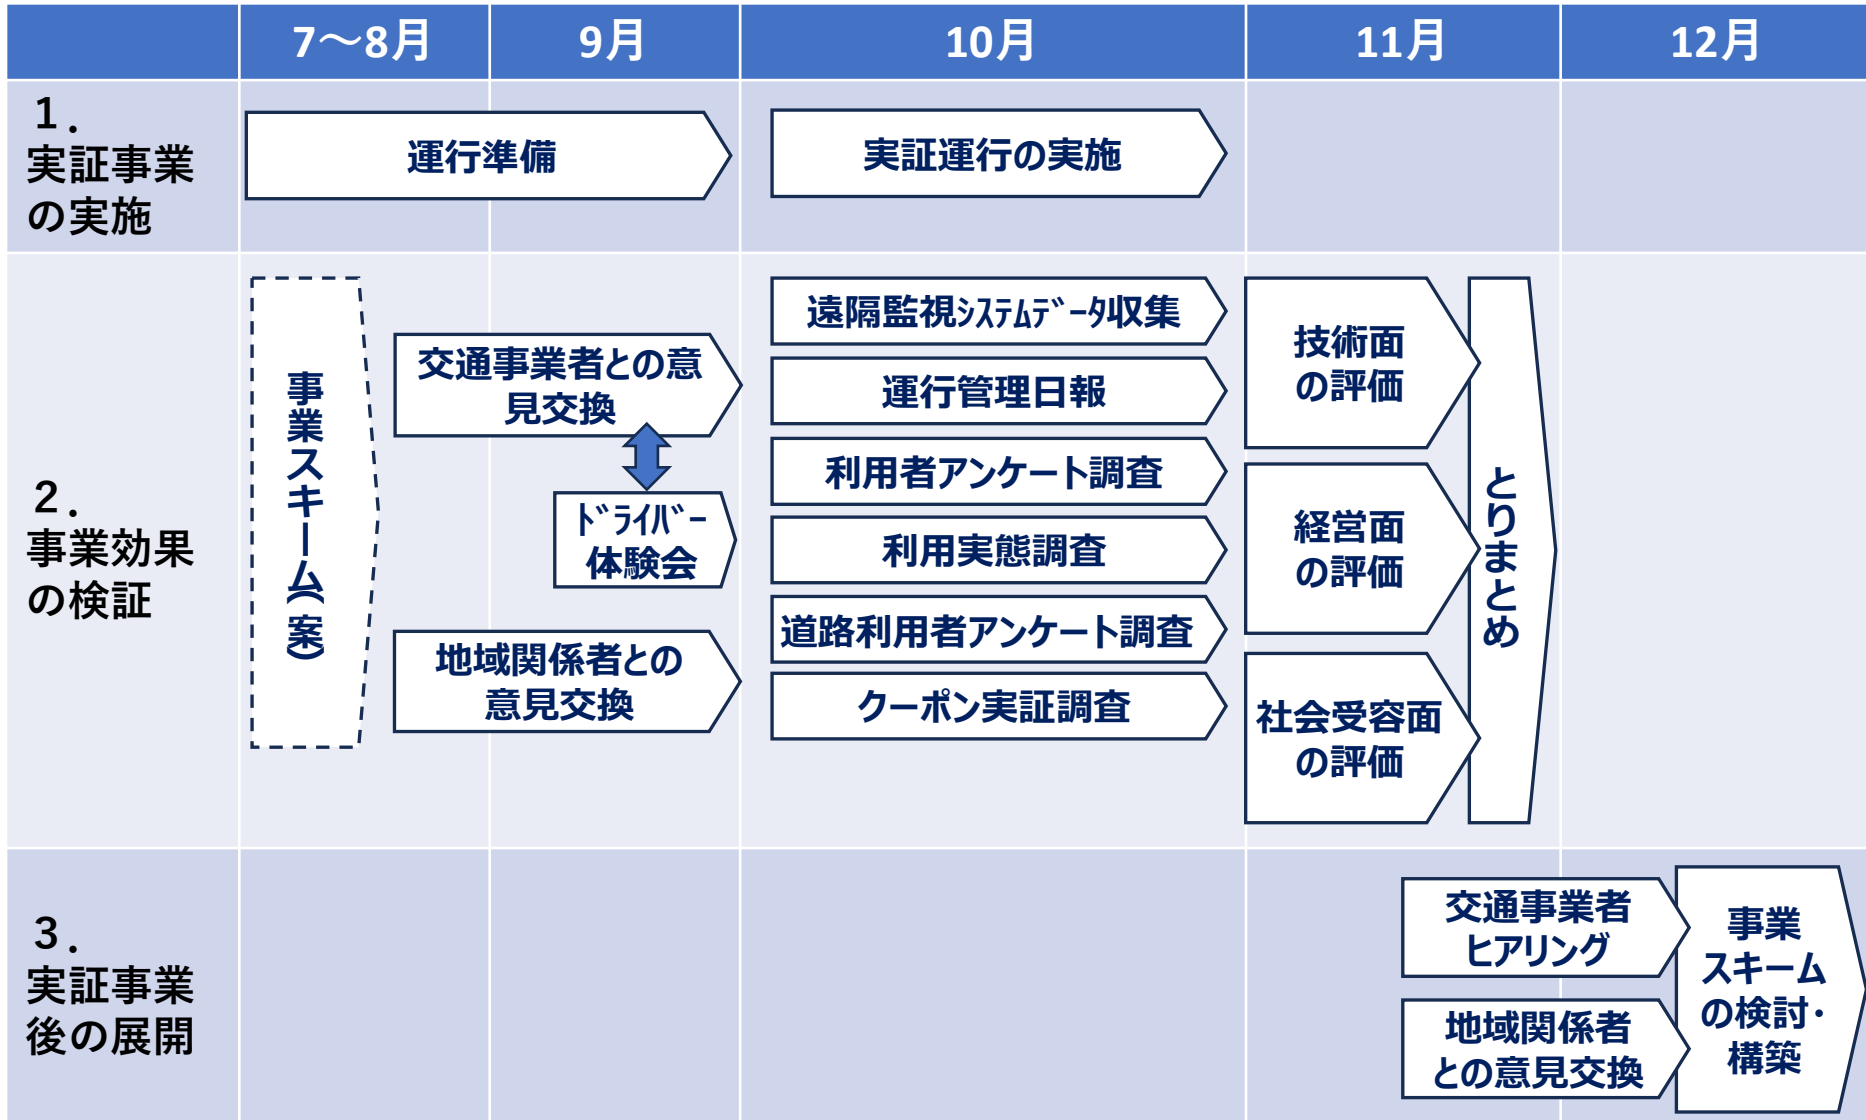 7～8月
9月
10月
11月
12月
１．
実証事業
の実施
運行準備
実証運行の実施
２．
事業効果
の検証
事業スキーム（案）
交通事業者との意
見交換
ﾄﾞﾗｲﾊﾞｰ
体験会
地域関係者との
意見交換
遠隔監視ｼｽﾃﾑﾃﾞｰﾀ収集
運行管理日報
利用者アンケート調査
利用実態調査
道路利用者アンケート調査
クーポン実証調査
技術面
の評価
経営面
の評価
社会受容面
の評価
とりまとめ
３．
実証事業
後の展開
交通事業者
ヒアリング
地域関係者
との意見交換
事業
スキーム
の検討・
構築